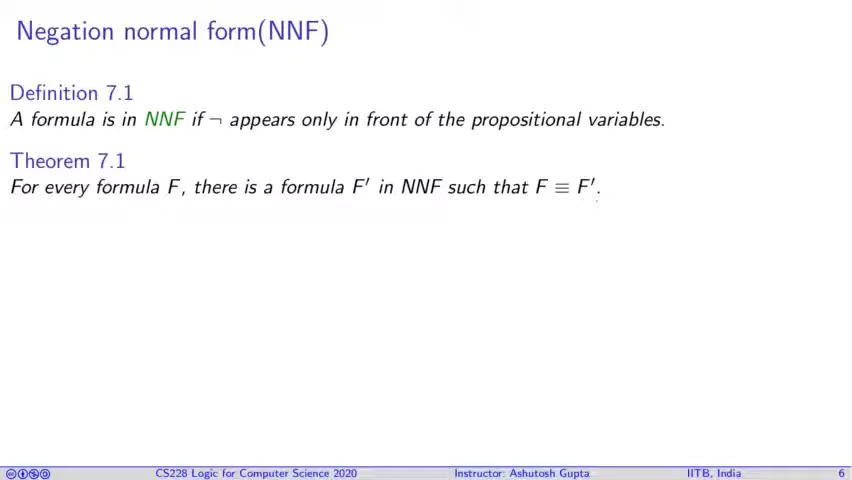 Negation normal form(NNF)
Definition 7.1
A formula is in NNF if ¬ appears only in front of the propositional variables.
Theorem 7.1
For every formula F, there is a formula F′ in NNF such that F ≡ F′.
CS228 Logic for Computer Science 2020 Instructor: Ashutosh Gupta IITB, India 6